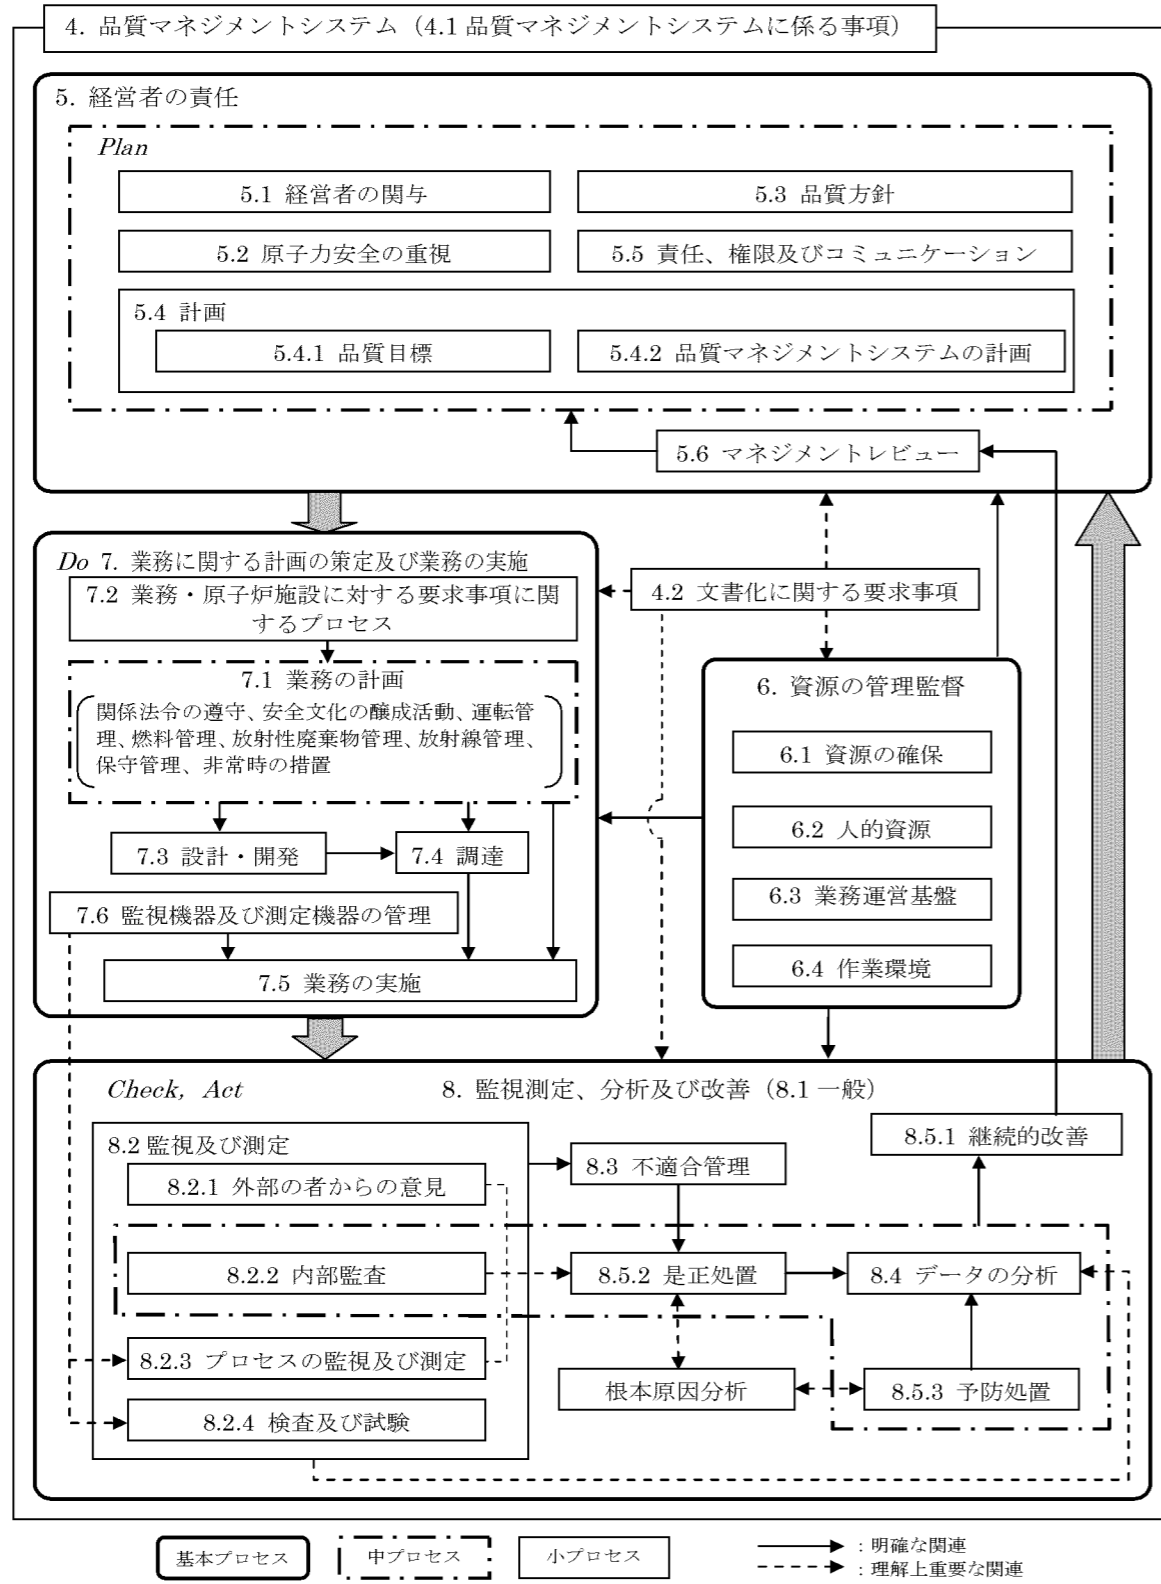 4. 品質マネジメントシステム（4.1 品質マネジメントシステムに係る事項）
5. 経営者の責任
Plan
5.1 経営者の関与
5.3 品質方針
5.2 原子力安全の重視
5.5 責任、権限及びコミュニケーション
5.4 計画
5.4.1 品質目標
5.4.2 品質マネジメントシステムの計画
5.6 マネジメントレビュー
Do 7. 業務に関する計画の策定及び業務の実施
7.2 業務・原子炉施設に対する要求事項に関
するプロセス
4.2 文書化に関する要求事項
7.1 業務の計画
関係法令の遵守、安全文化の醸成活動、運転管
理、燃料管理、放射性廃棄物管理、放射線管理、
保守管理、非常時の措置
7.3 設計・開発
7.4 調達
7.6 監視機器及び測定機器の管理
7.5 業務の実施
6. 資源の管理監督
6.1 資源の確保
6.2 人的資源
6.3 業務運営基盤
6.4 作業環境
Check, Act
8. 監視測定、分析及び改善（8.1 一般）
8.2 監視及び測定
8.2.1 外部の者からの意見
8.3 不適合管理
8.5.1 継続的改善
8.2.2 内部監査
8.5.2 是正処置
8.4 データの分析
8.2.3 プロセスの監視及び測定
根本原因分析
8.5.3 予防処置
8.2.4 検査及び試験
基本プロセス
中プロセス
小プロセス
：明確な関連
：理解上重要な関連